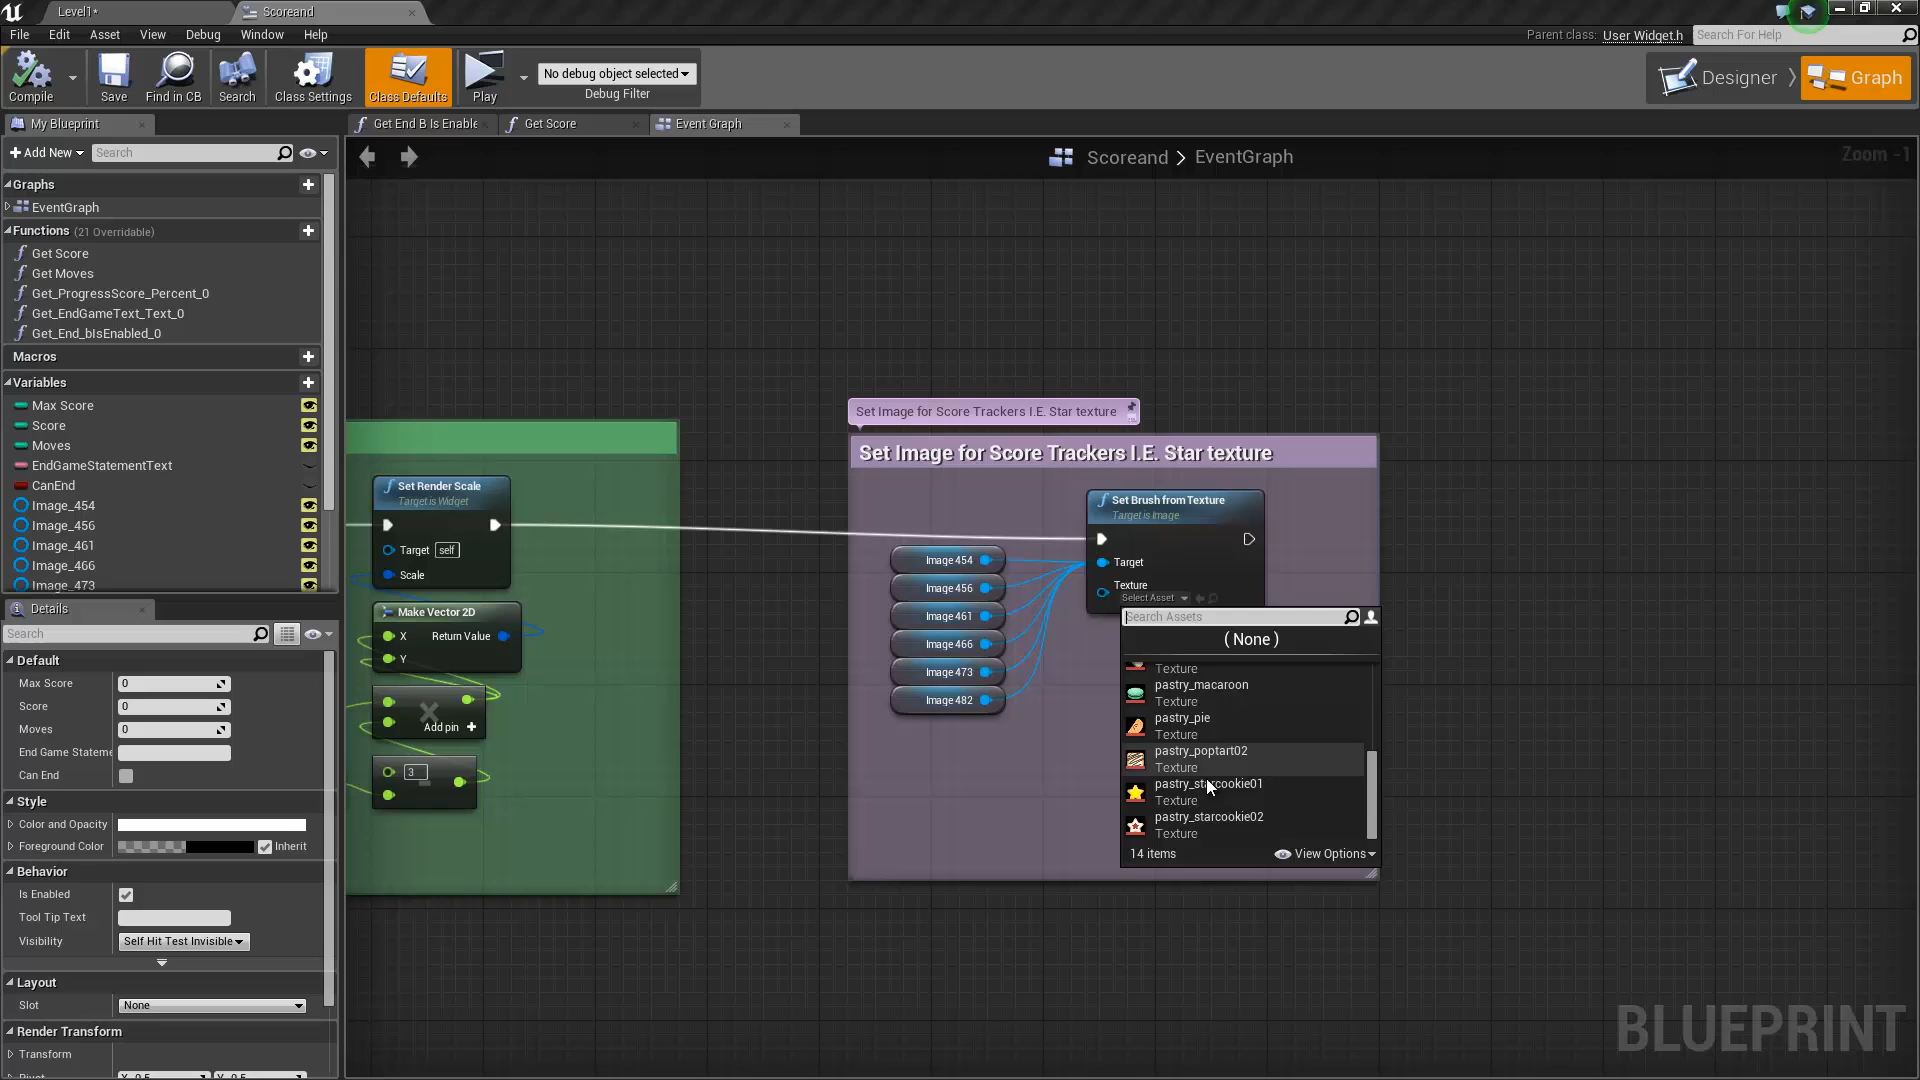 Level1*
Scoreand
File Edit Asset View Debug Window Help
Parent class: User Widget.h Search For Help
Compile Save Find in CB Search Class Settings Class Defaults Play
No debug object selected
Debug Filter
Designer Graph
My Blueprint
Get End B Is Enable Get Score Event Graph
Add New Search
Scoreand > EventGraph
Zoom -1
Graphs
EventGraph
Functions (21 Overridable)
Get Score
Get Moves
Get_ProgressScore_Percent_0
Get_EndGameText_Text_0
Get_End_bIsEnabled_0
Macros
Variables
Max Score
Score
Moves
EndGameStatementText
CanEnd
Image_454
Image_456
Image_461
Image_466
Image_473
Details
Search
Default
Max Score 0
Score 0
Moves 0
End Game Stateme
Can End
Style
Color and Opacity
Foreground Color Inherit
Behavior
Is Enabled
Tool Tip Text
Visibility Self Hit Test Invisible
Layout
Slot None
Render Transform
Transform
Set Render Scale
Target is Widget
Target self
Scale
Make Vector 2D
X Return Value
Y
Add pin
3
Set Image for Score Trackers I.E. Star texture
Set Image for Score Trackers I.E. Star texture
Set Brush from Texture
Target is Image
Target
Texture
Select Asset
Image 454
Image 456
Image 461
Image 466
Image 473
Image 482
Search Assets
( None )
Texture
pastry_macaroon
Texture
pastry_pie
Texture
pastry_poptart02
Texture
pastry_starcookie01
Texture
pastry_starcookie02
Texture
14 items View Options
BLUEPRINT